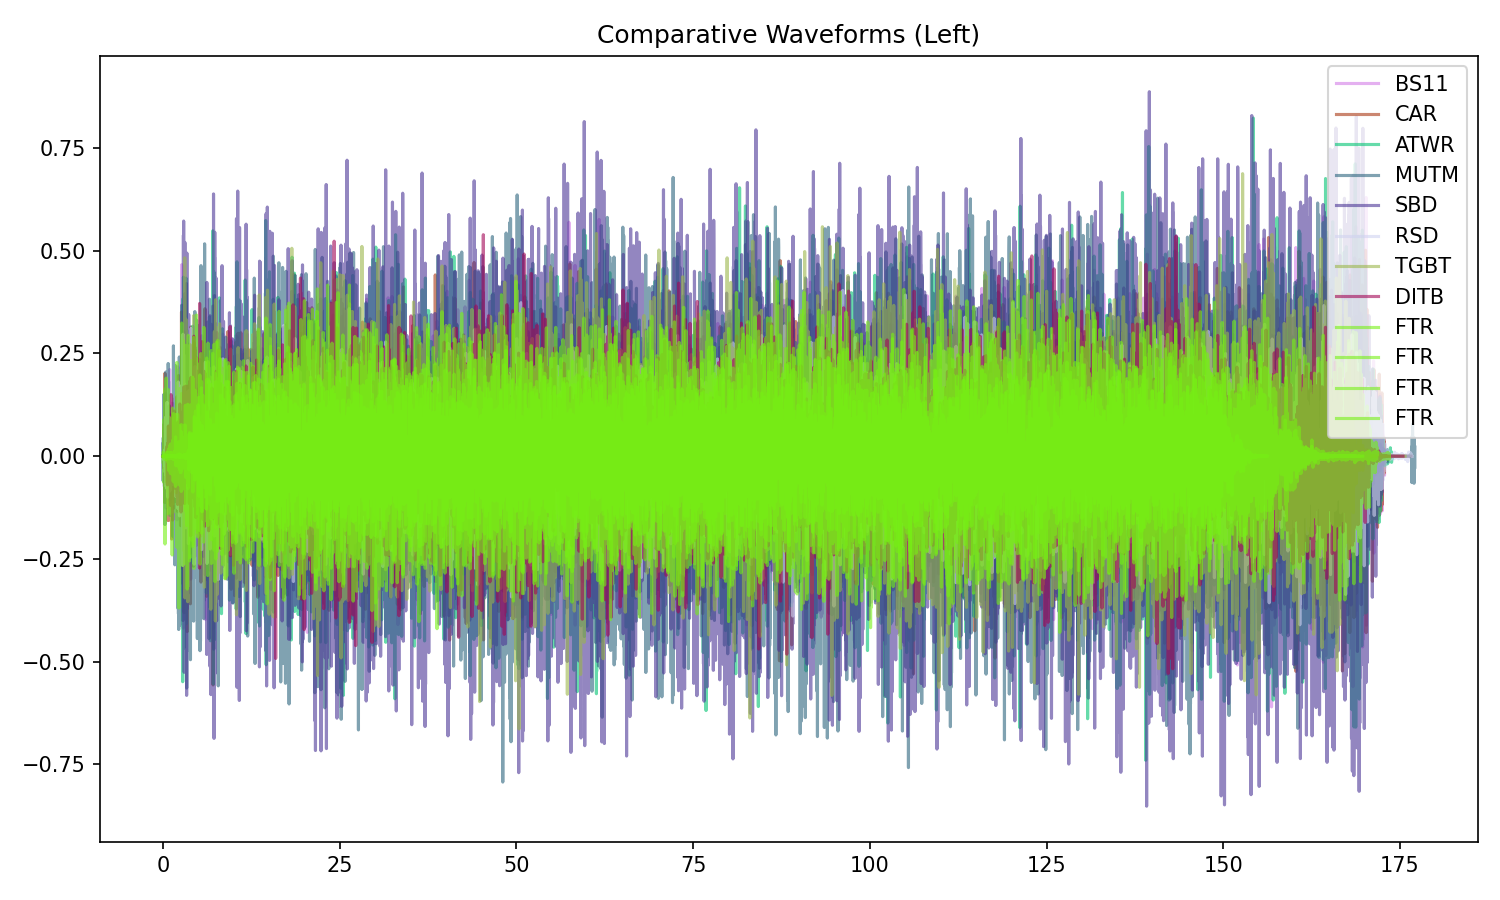 Comparative Waveforms (Left)
BS11
CAR
ATWR
MUTM
SBD
RSD
TGBT
DITB
FTR
FTR
FTR
FTR
0.75
0.50
0.25
0.00
−0.25
−0.50
−0.75
0 25 50 75 100 125 150 175